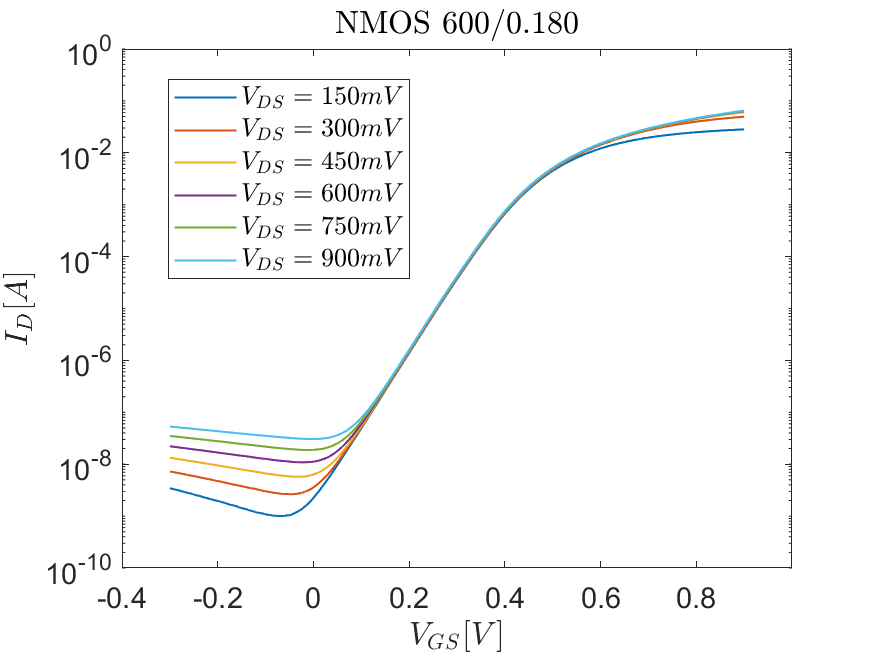 NMOS 600/0.180
10^0
10^-2
10^-4
10^-6
10^-8
10^-10
I_D[A]
V_DS = 150mV
V_DS = 300mV
V_DS = 450mV
V_DS = 600mV
V_DS = 750mV
V_DS = 900mV
-0.4 -0.2 0 0.2 0.4 0.6 0.8
V_GS[V]